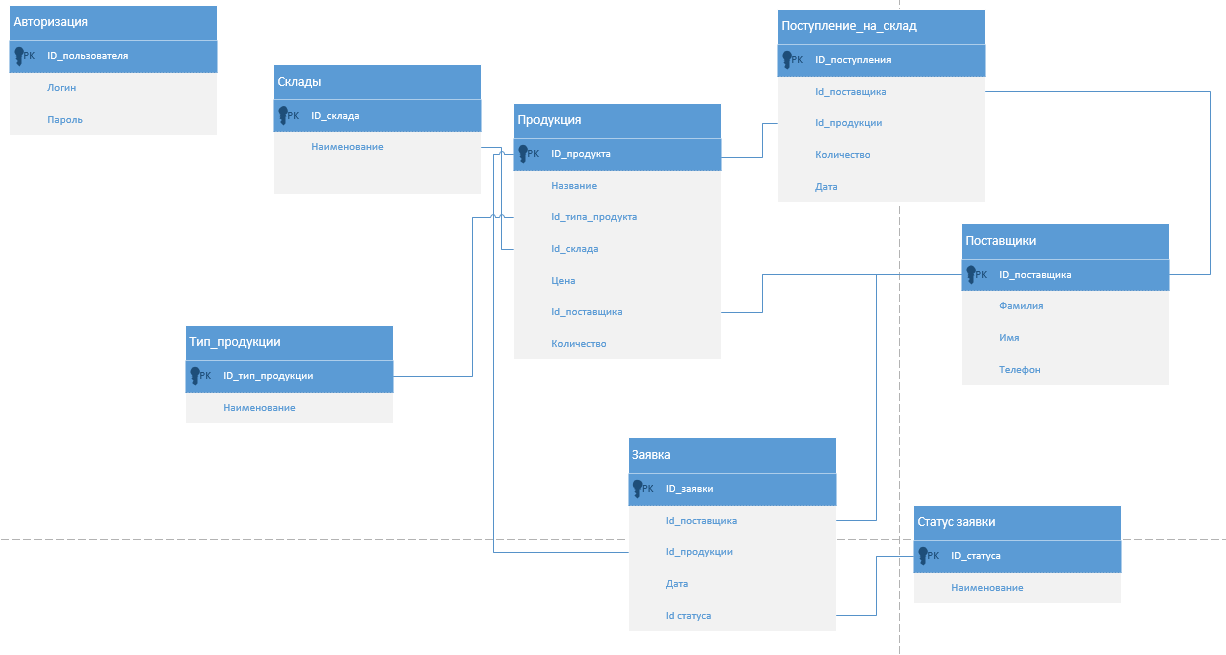 Авторизация
PK ID_пользователя
Логин
Пароль
Склады
PK ID_склада
Наименование
Продукция
PK ID_продукта
Название
Id_типа_продукта
Id_склада
Цена
Id_поставщика
Количество
Поступление_на_склад
PK ID_поступления
Id_поставщика
Id_продукции
Количество
Дата
Поставщики
PK ID_поставщика
Фамилия
Имя
Телефон
Тип_продукции
PK ID_тип_продукции
Наименование
Заявка
PK ID_заявки
Id_поставщика
Id_продукции
Дата
Id статуса
Статус заявки
PK ID_статуса
Наименование